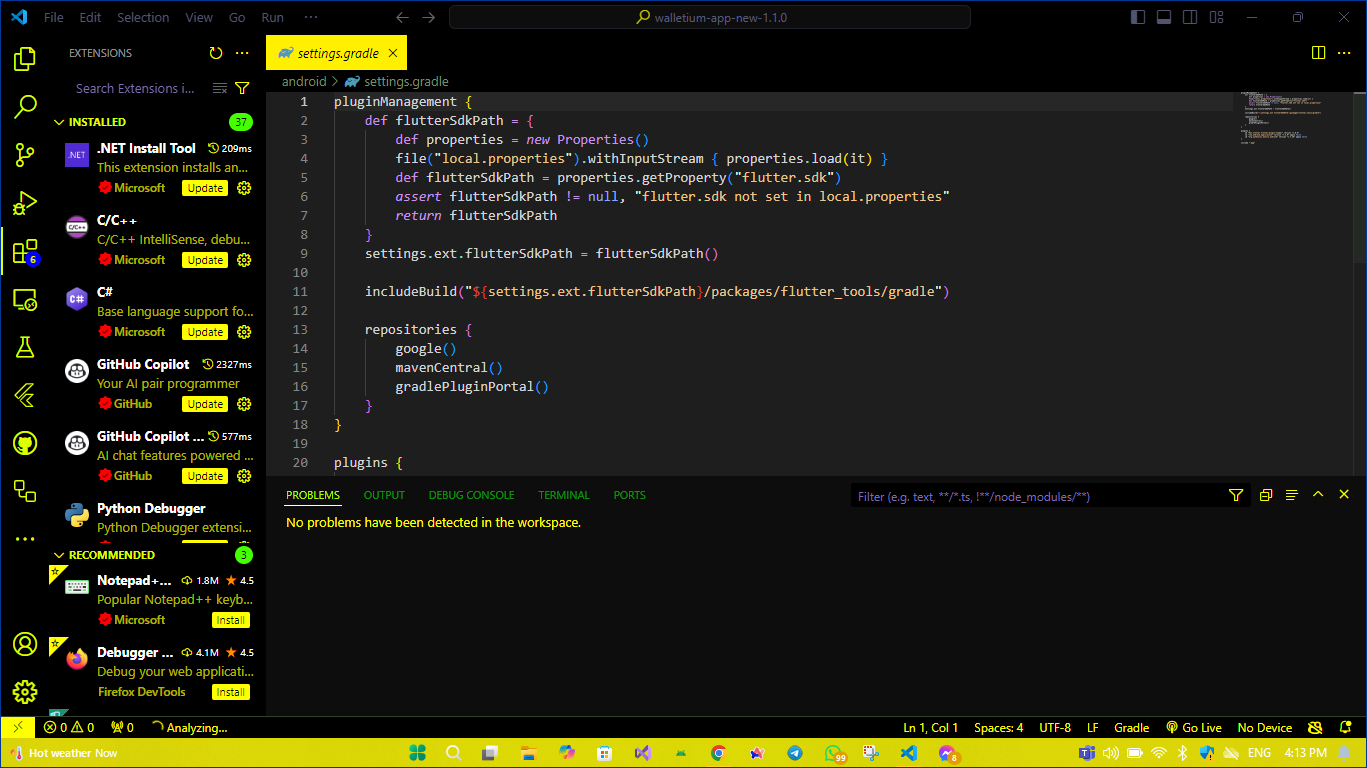 File Edit Selection View Go Run ···
walletium-app-new-1.1.0
EXTENSIONS
Search Extensions i...
INSTALLED 37
.NET Install Tool 209ms
This extension installs an...
Microsoft Update
C/C++
C/C++ IntelliSense, debu...
Microsoft Update
C#
Base language support fo...
Microsoft Update
GitHub Copilot 2327ms
Your AI pair programmer
GitHub Update
GitHub Copilot ... 577ms
AI chat features powered ...
GitHub Update
Python Debugger
Python Debugger extensi...
RECOMMENDED 3
Notepad+... 1.8M 4.5
Popular Notepad++ keyb...
Microsoft Install
Debugger ... 4.1M 4.5
Debug your web applicati...
Firefox DevTools Install
6
.NET
C/C++
C#
settings.gradle
android > settings.gradle
1 pluginManagement {
2 def flutterSdkPath = {
3 def properties = new Properties()
4 file("local.properties").withInputStream { properties.load(it) }
5 def flutterSdkPath = properties.getProperty("flutter.sdk")
6 assert flutterSdkPath != null, "flutter.sdk not set in local.properties"
7 return flutterSdkPath
8 }
9 settings.ext.flutterSdkPath = flutterSdkPath()
10
11 includeBuild("${settings.ext.flutterSdkPath}/packages/flutter_tools/gradle")
12
13 repositories {
14 google()
15 mavenCentral()
16 gradlePluginPortal()
17 }
18 }
19
20 plugins {
PROBLEMS OUTPUT DEBUG CONSOLE TERMINAL PORTS
Filter (e.g. text, **/*.ts, !**/node_modules/**)
No problems have been detected in the workspace.
0 0 0 Analyzing...
Ln 1, Col 1 Spaces: 4 UTF-8 LF Gradle Go Live No Device
Hot weather Now
99
8
ENG 4:13 PM